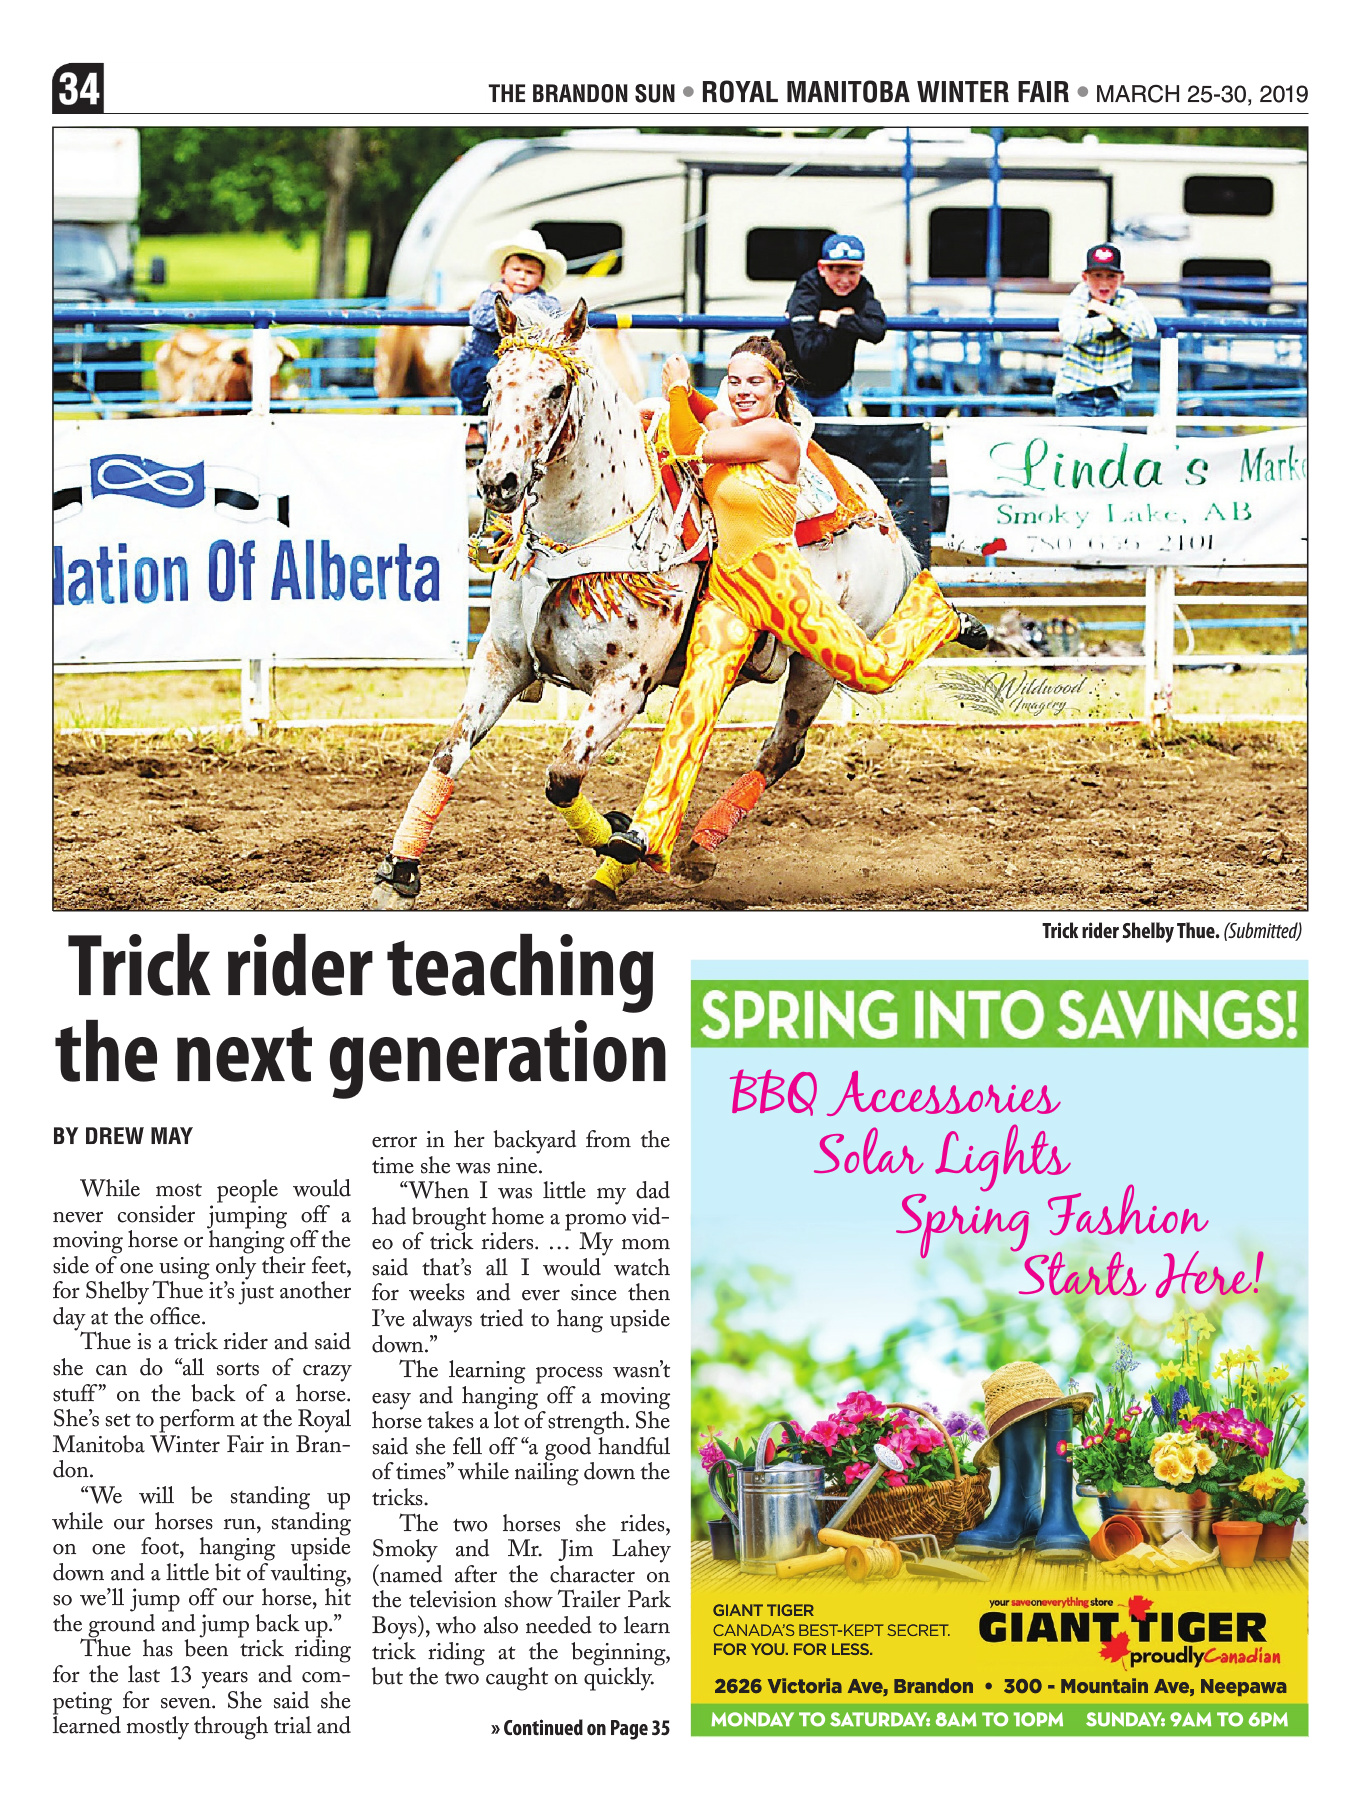 34
THE BRANDON SUN • ROYAL MANITOBA WINTER FAIR • MARCH 25-30, 2019
Nation Of Alberta
Linda's Marke
Smoky Lake, AB
780 656 2101
Wildwood
Imagery
Trick rider Shelby Thue. (Submitted)
Trick rider teaching
the next generation
BY DREW MAY
While most people would
never consider jumping off a
moving horse or hanging off the
side of one using only their feet,
for Shelby Thue it's just another
day at the office.
Thue is a trick rider and said
she can do “all sorts of crazy
stuff” on the back of a horse.
She's set to perform at the Royal
Manitoba Winter Fair in Bran-
don.
“We will be standing up
while our horses run, standing
on one foot, hanging upside
down and a little bit of vaulting,
so we'll jump off our horse, hit
the ground and jump back up.”
Thue has been trick riding
for the last 13 years and com-
peting for seven. She said she
learned mostly through trial and
error in her backyard from the
time she was nine.
“When I was little my dad
had brought home a promo vid-
eo of trick riders. … My mom
said that's all I would watch
for weeks and ever since then
I've always tried to hang upside
down.”
The learning process wasn't
easy and hanging off a moving
horse takes a lot of strength. She
said she fell off “a good handful
of times” while nailing down the
tricks.
The two horses she rides,
Smoky and Mr. Jim Lahey
(named after the character on
the television show Trailer Park
Boys), who also needed to learn
trick riding at the beginning,
but the two caught on quickly.
» Continued on Page 35
SPRING INTO SAVINGS!
BBQ Accessories
Solar Lights
Spring Fashion
Starts Here!
GIANT TIGER
CANADA'S BEST-KEPT SECRET.
FOR YOU. FOR LESS.
your saveoneverything store
GIANT TIGER
proudlyCanadian
2626 Victoria Ave, Brandon • 300 - Mountain Ave, Neepawa
MONDAY TO SATURDAY: 8AM TO 10PM SUNDAY: 9AM TO 6PM